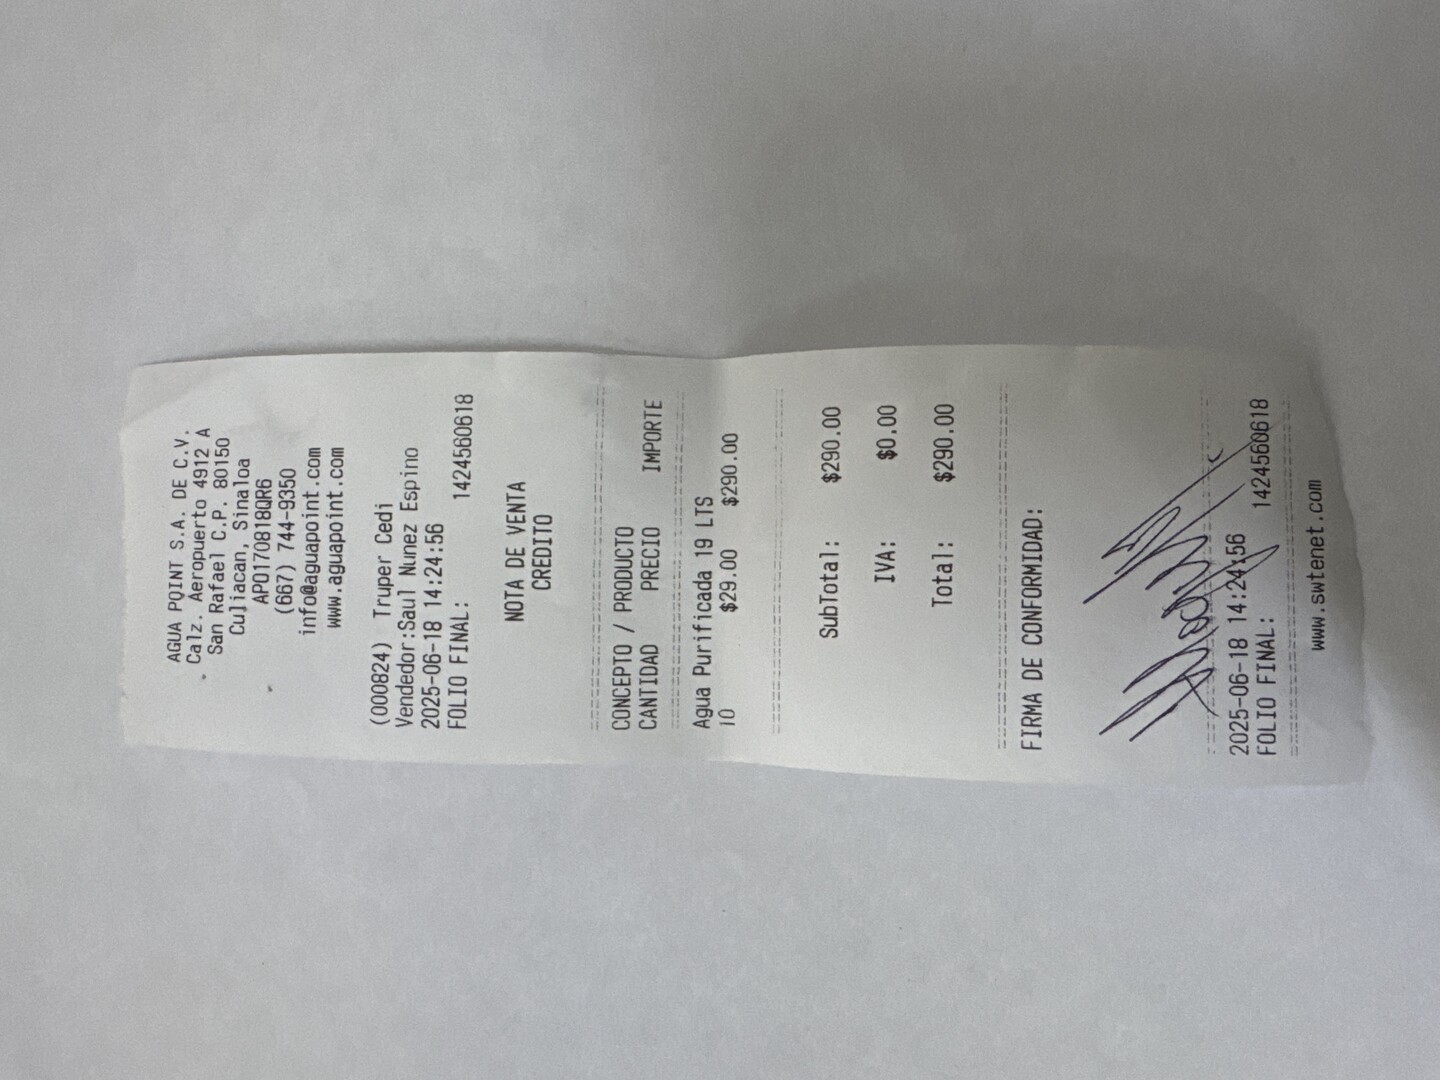 AGUA POINT S.A. DE C.V.
Calz. Aeropuerto 4912 A
San Rafael C.P. 80150
Culiacan, Sinaloa
APO170818QR6
(667) 744-9350
info@aguapoint.com
www.aguapoint.com
(000824) Truper Cedi
Vendedor:Saul Nunez Espino
2025-06-18 14:24:56
FOLIO FINAL: 1424560618
NOTA DE VENTA
CREDITO
CONCEPTO / PRODUCTO
CANTIDAD PRECIO IMPORTE
Agua Purificada 19 LTS
10 $29.00 $290.00
SubTotal: $290.00
IVA: $0.00
Total: $290.00
FIRMA DE CONFORMIDAD:
2025-06-18 14:24:56
FOLIO FINAL: 1424560618
www.swtenet.com